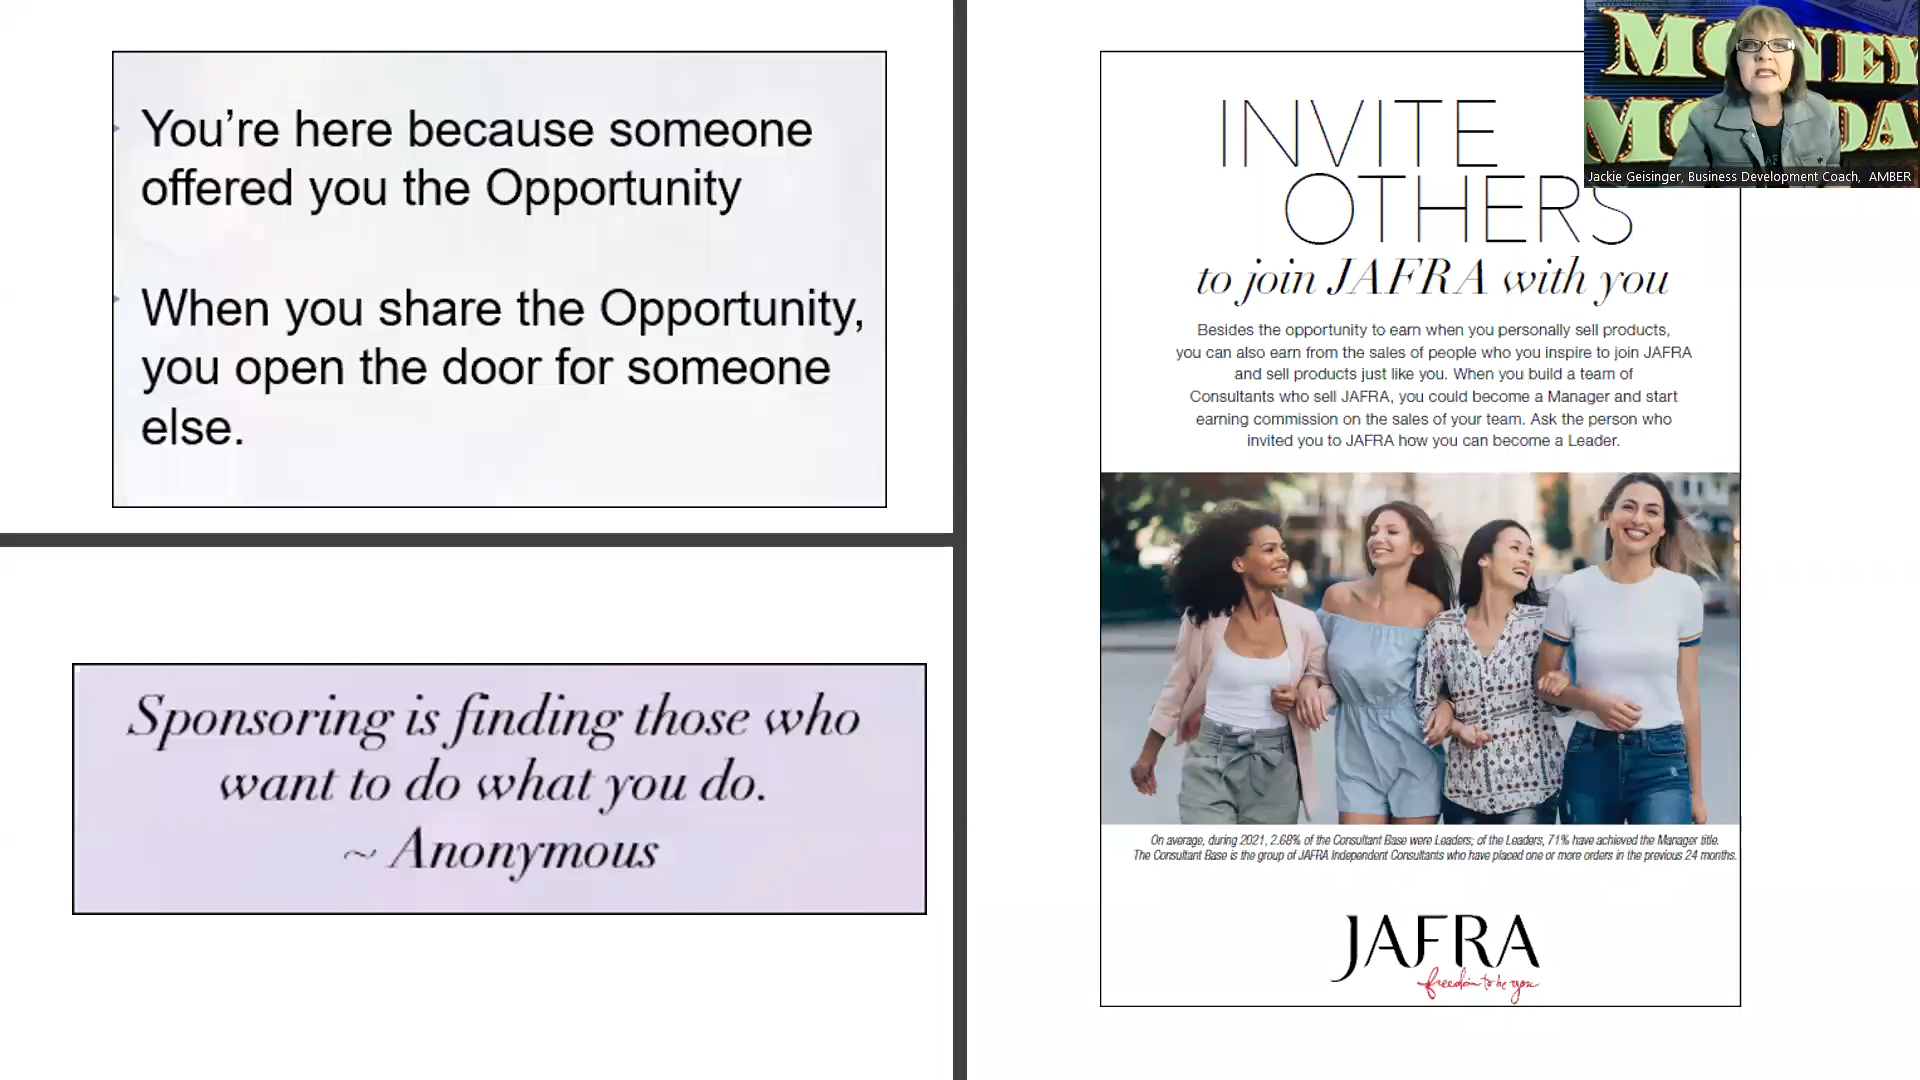 You're here because someone
offered you the Opportunity
When you share the Opportunity,
you open the door for someone
else.
Sponsoring is finding those who
want to do what you do.
~ Anonymous
INVITE
OTHERS
to join JAFRA with you
Besides the opportunity to earn when you personally sell products,
you can also earn from the sales of people who you inspire to join JAFRA
and sell products just like you. When you build a team of
Consultants who sell JAFRA, you could become a Manager and start
earning commission on the sales of your team. Ask the person who
invited you to JAFRA how you can become a Leader.
On average, during 2021, 2.68% of the Consultant Base were Leaders; of the Leaders, 71% have achieved the Manager title.
The Consultant Base is the group of JAFRA Independent Consultants who have placed one or more orders in the previous 24 months.
JAFRA
freedom to be you
MONEY
Jackie Geisinger, Business Development Coach, AMBER